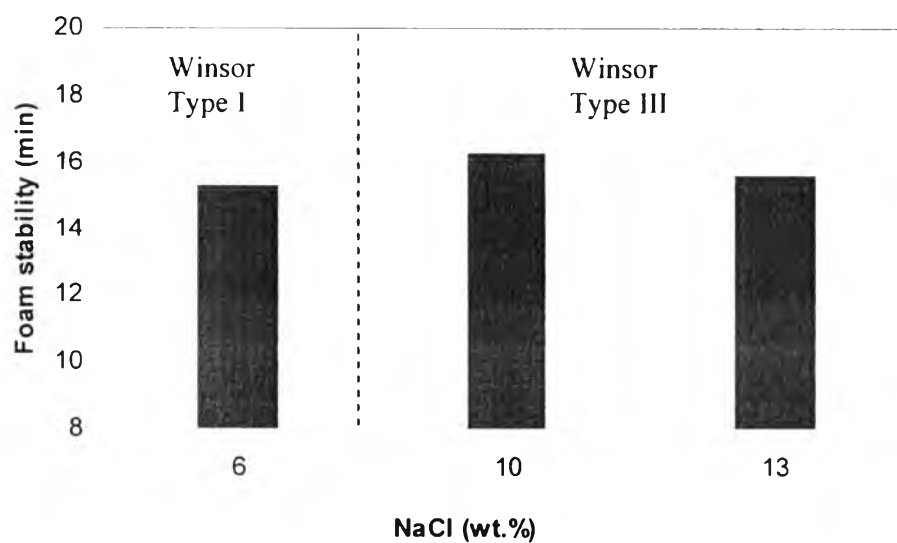 20
18
16
14
12
10
8
Foam stability (min)
Winsor
Type I
Winsor
Type III
6
10
13
NaCl (wt.%)